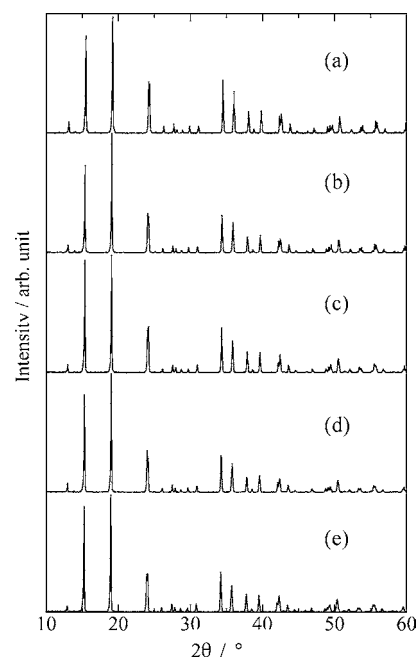 (a)
(b)
(c)
(d)
(e)
Intensity / arb. unit
10 20 30 40 50 60
2θ / °